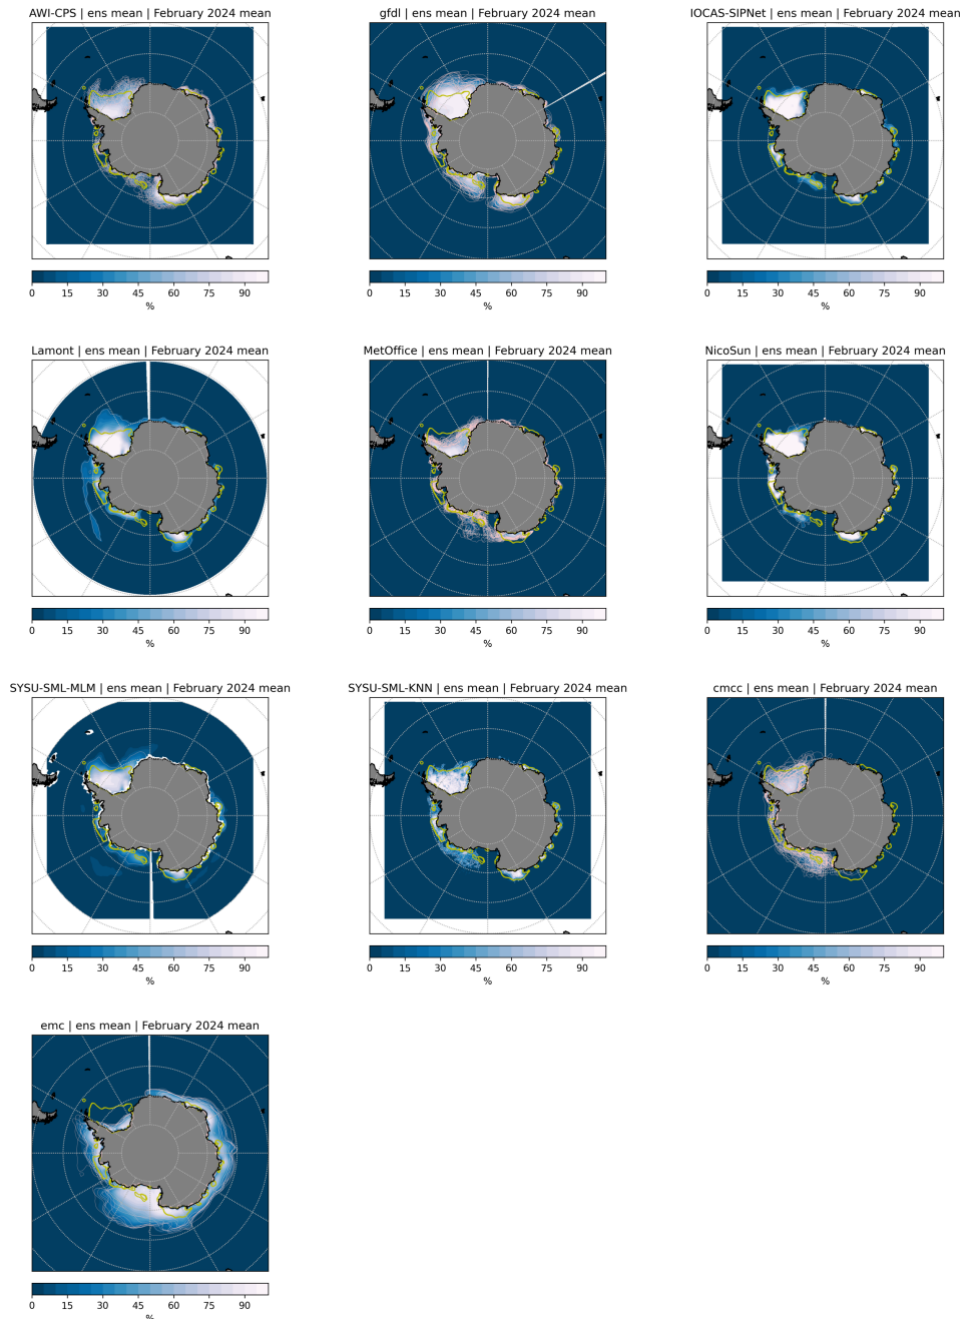 AWI-CPS | ens mean | February 2024 mean
gfdl | ens mean | February 2024 mean
IOCAS-SIPNet | ens mean | February 2024 mean
0 15 30 45 60 75 90
%
0 15 30 45 60 75 90
%
0 15 30 45 60 75 90
%
Lamont | ens mean | February 2024 mean
MetOffice | ens mean | February 2024 mean
NicoSun | ens mean | February 2024 mean
0 15 30 45 60 75 90
%
0 15 30 45 60 75 90
%
0 15 30 45 60 75 90
%
SYSU-SML-MLM | ens mean | February 2024 mean
SYSU-SML-KNN | ens mean | February 2024 mean
cmcc | ens mean | February 2024 mean
0 15 30 45 60 75 90
%
0 15 30 45 60 75 90
%
0 15 30 45 60 75 90
%
emc | ens mean | February 2024 mean
0 15 30 45 60 75 90
%